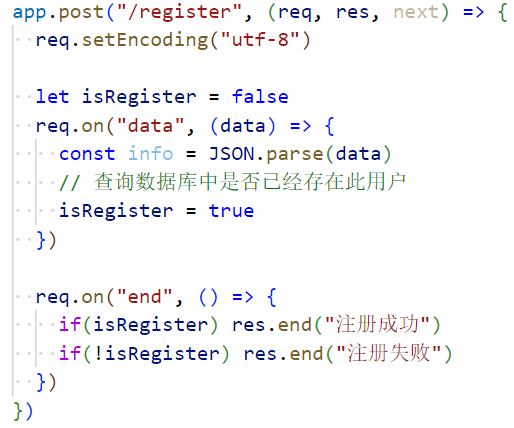 app.post("/register", (req, res, next) => {
  req.setEncoding("utf-8")

  let isRegister = false
  req.on("data", (data) => {
    const info = JSON.parse(data)
    // 查询数据库中是否已经存在此用户
    isRegister = true
  })

  req.on("end", () => {
    if(isRegister) res.end("注册成功")
    if(!isRegister) res.end("注册失败")
  })
})